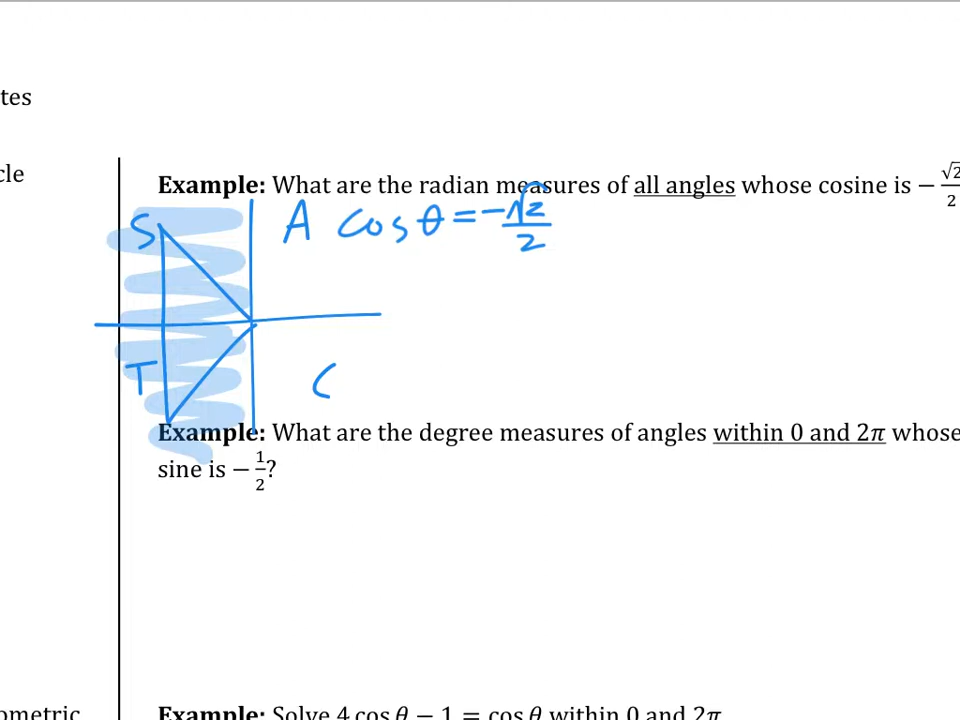 tes
cle
Example: What are the radian measures of all angles whose cosine is −√2/2
S A cos θ = −√2/2
T C
Example: What are the degree measures of angles within 0 and 2π whose
sine is −1/2?
ometric
Example: Solve 4 cos θ − 1 = cos θ within 0 and 2π